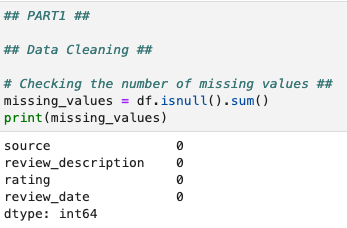 ## PART1 ##
## Data Cleaning ##
# Checking the number of missing values ##
missing_values = df.isnull().sum()
print(missing_values)
source                0
review_description    0
rating                0
review_date           0
dtype: int64